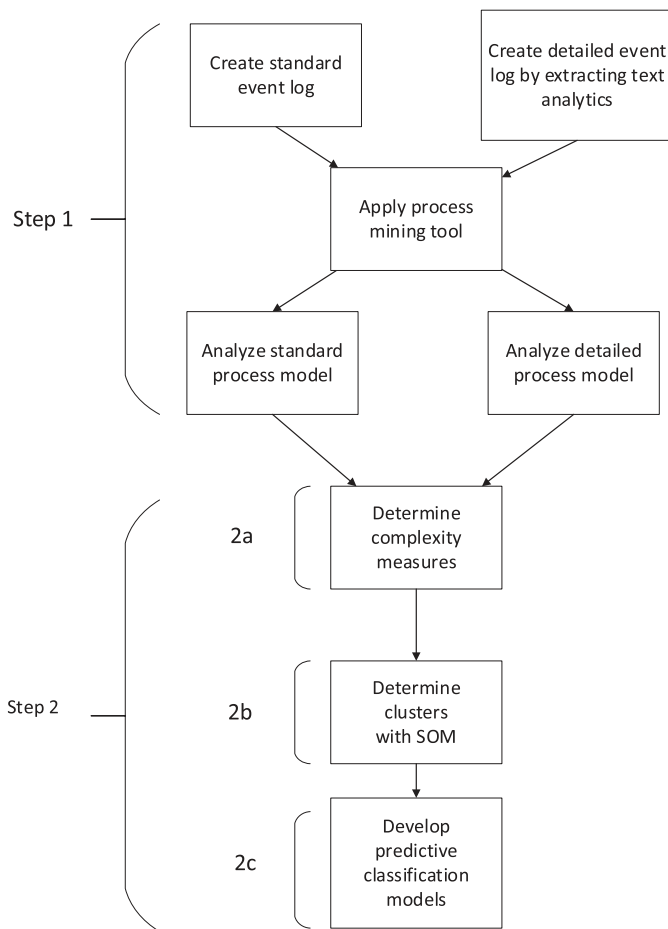 Create standard
event log
Create detailed event
log by extracting text
analytics
Step 1
Apply process
mining tool
Analyze standard
process model
Analyze detailed
process model
2a
Determine
complexity
measures
Step 2
2b
Determine
clusters
with SOM
2c
Develop
predictive
classification
models